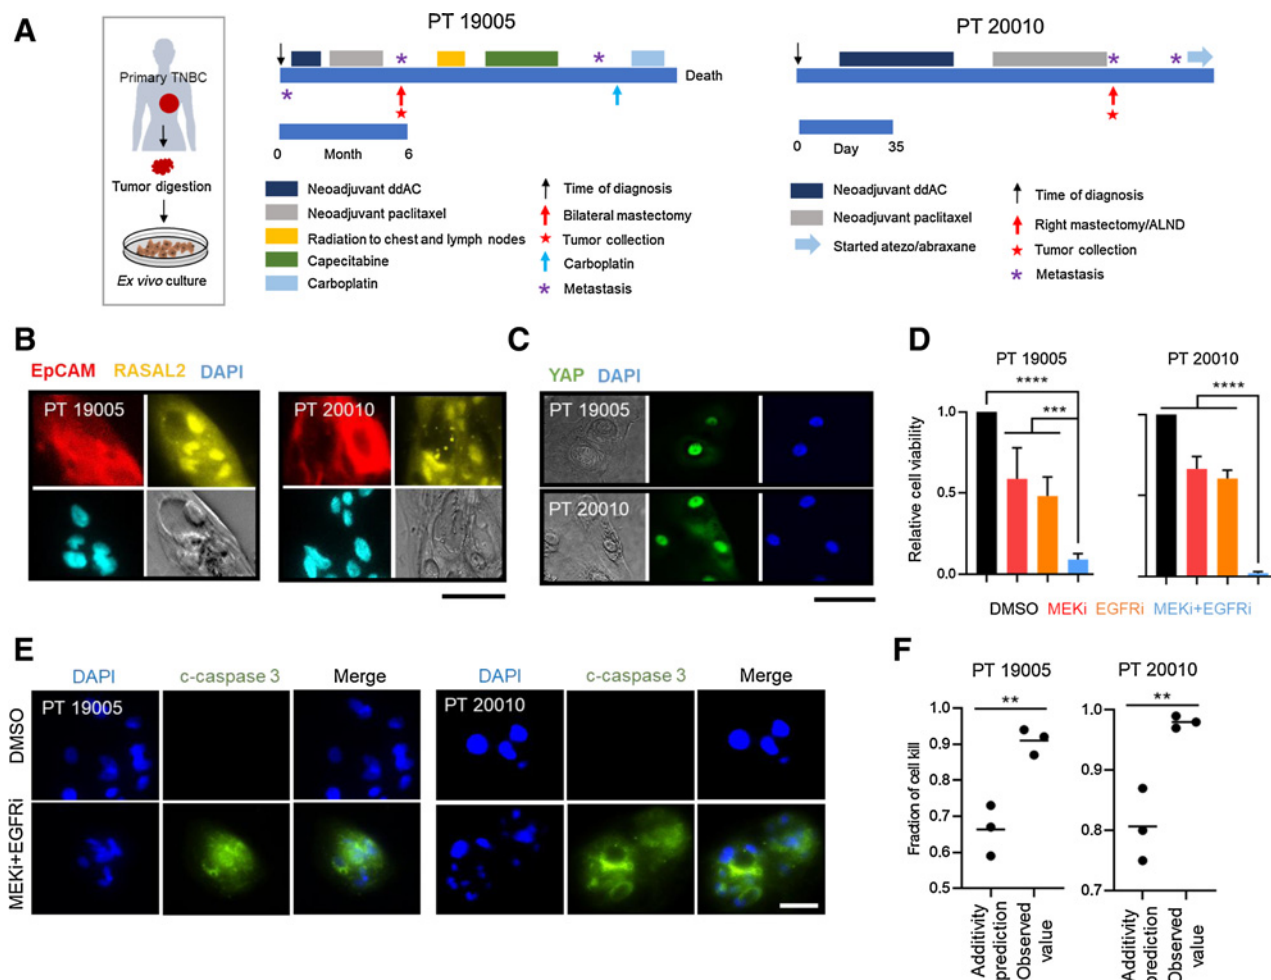 A
PT 19005
PT 20010
Primary TNBC
Tumor digestion
Ex vivo culture
Death
*
0 Month 6
0 Day 35
Neoadjuvant ddAC
Neoadjuvant paclitaxel
Radiation to chest and lymph nodes
Capecitabine
Carboplatin
Time of diagnosis
Bilateral mastectomy
Tumor collection
Carboplatin
* Metastasis
Neoadjuvant ddAC
Neoadjuvant paclitaxel
Started atezo/abraxane
Time of diagnosis
Right mastectomy/ALND
Tumor collection
* Metastasis
B
EpCAM RASAL2 DAPI
PT 19005
PT 20010
C
YAP DAPI
PT 19005
PT 20010
D
PT 19005
PT 20010
****
***
****
Relative cell viability
1.0
0.5
0.0
DMSO MEKi EGFRi MEKi+EGFRi
E
DAPI c-caspase 3 Merge
DAPI c-caspase 3 Merge
DMSO
MEKi+EGFRi
PT 19005
PT 20010
F
PT 19005
PT 20010
**
**
Fraction of cell kill
1.0
0.9
0.8
0.7
0.6
0.5
Additivity
prediction
Observed
value
1.0
0.9
0.8
0.7
Additivity
prediction
Observed
value